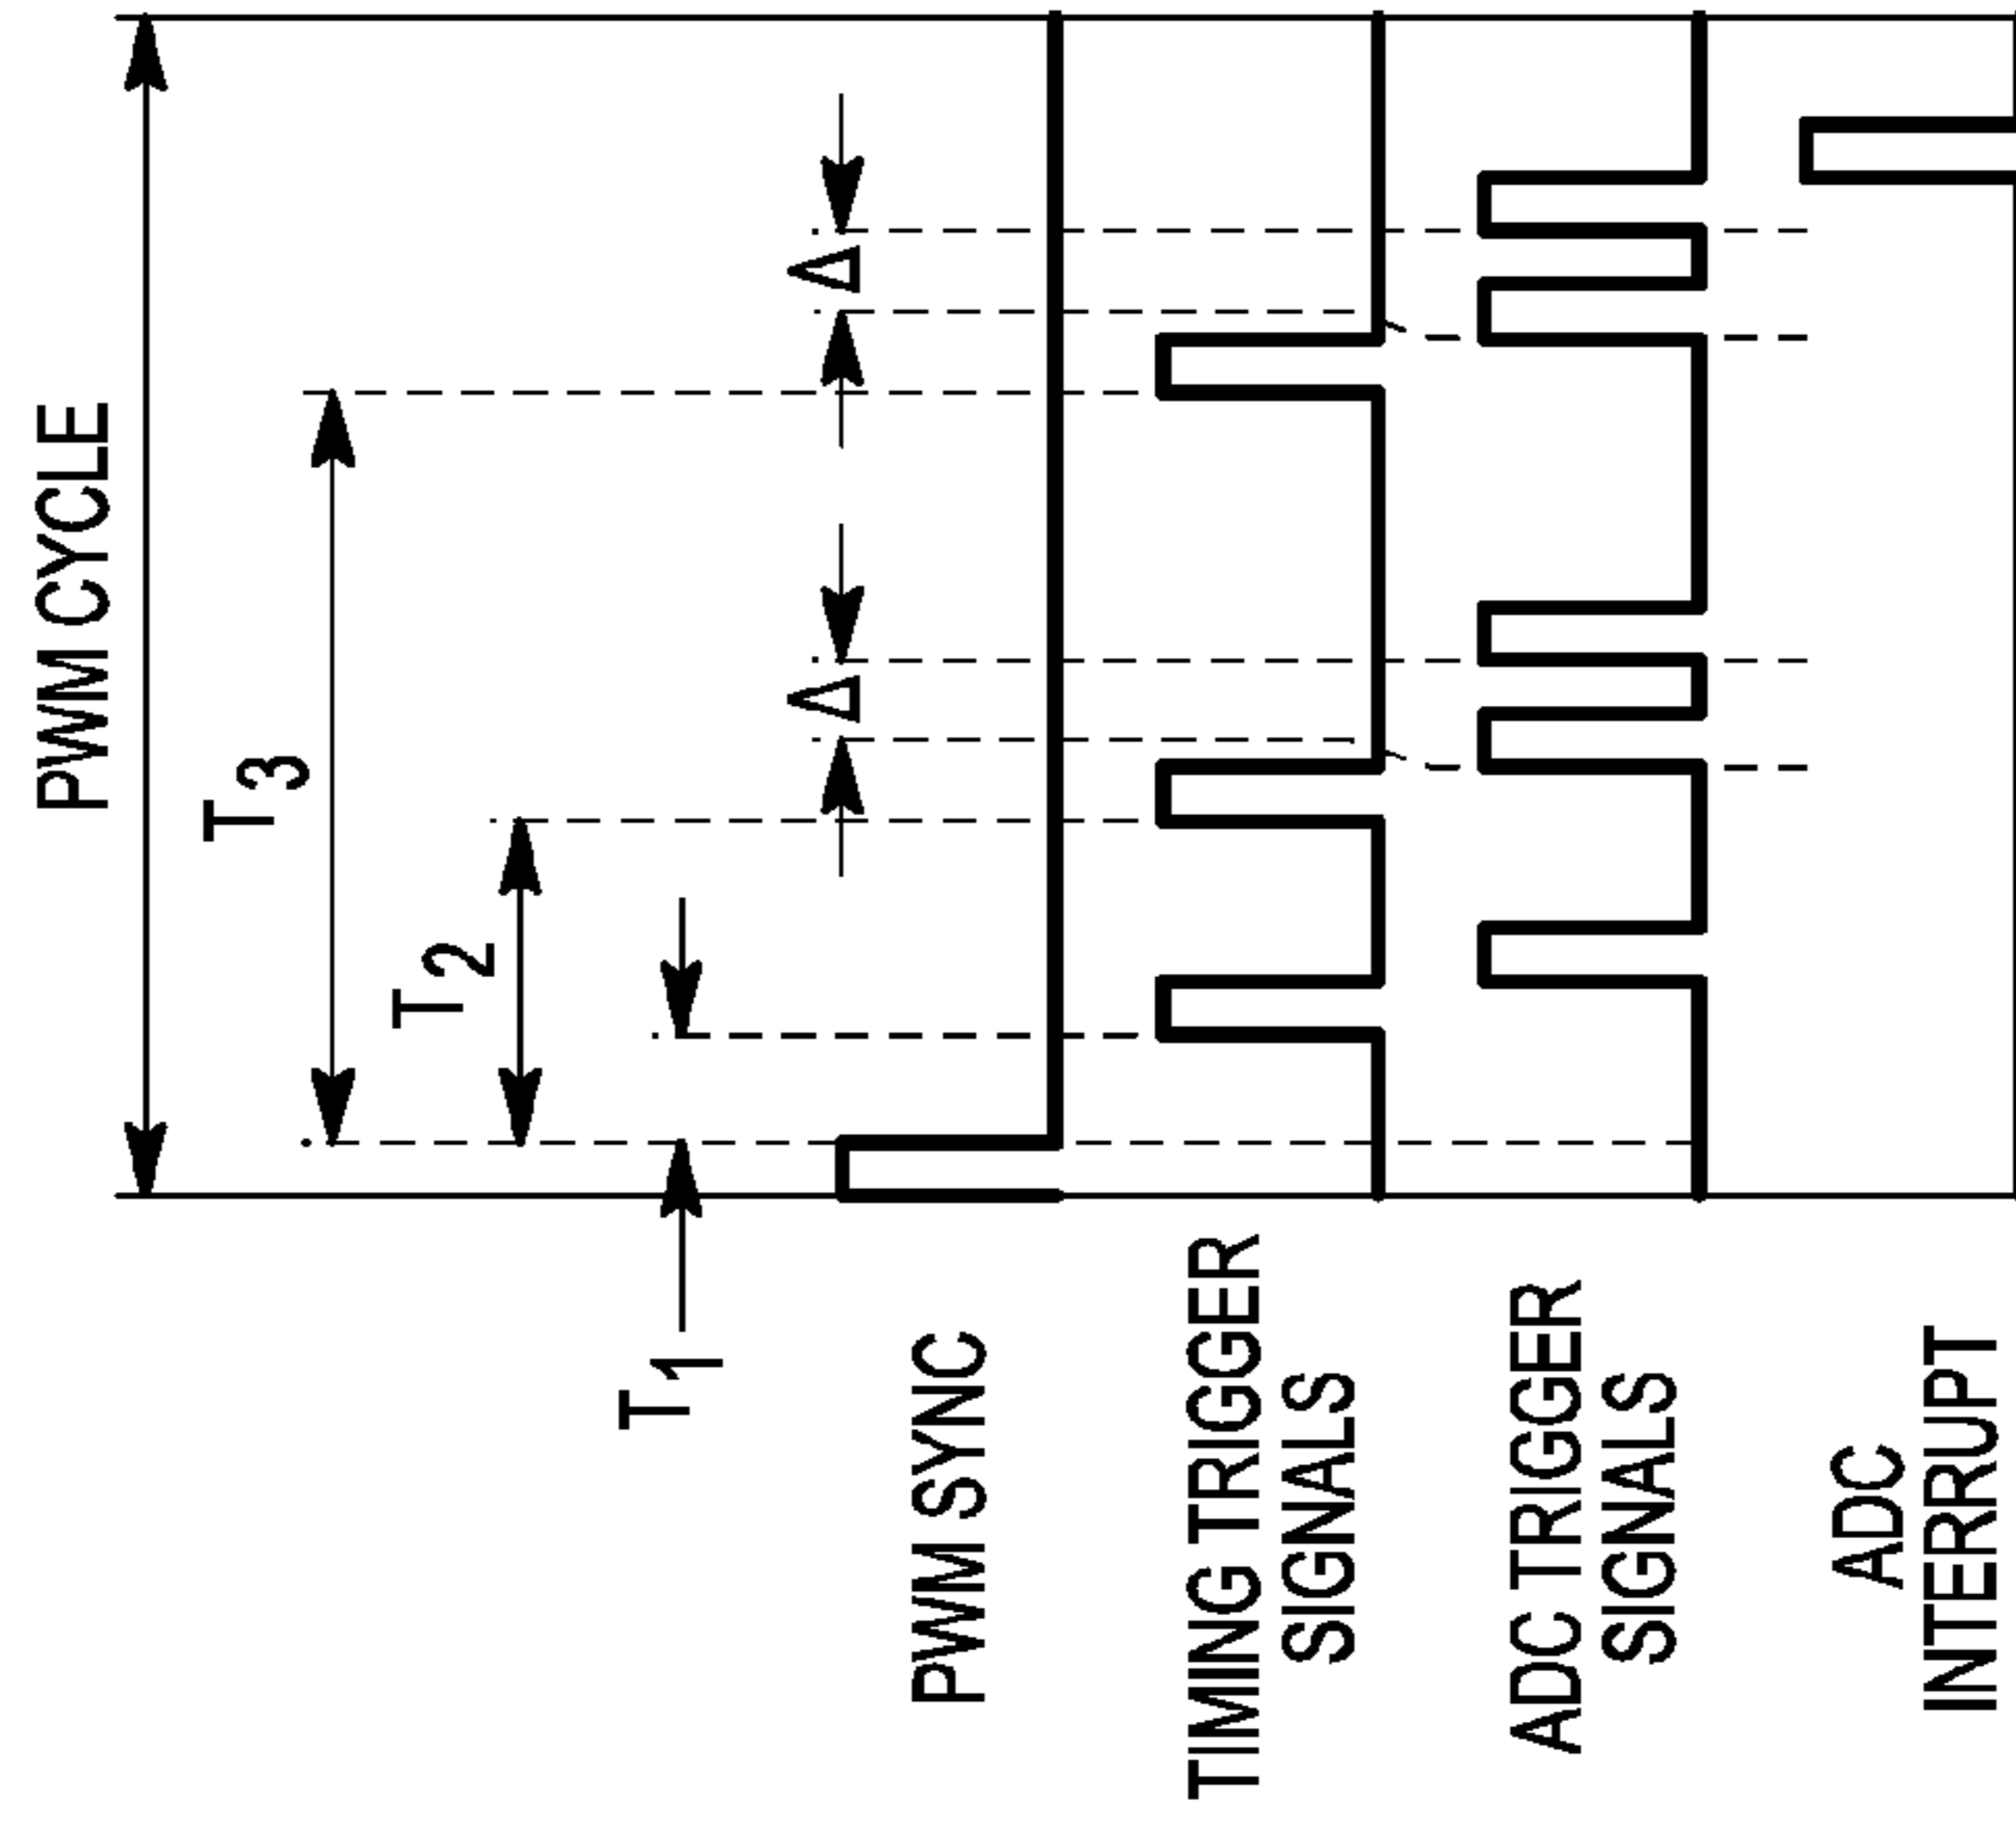 PWM CYCLE
T3
T2
T1
Δ
Δ
PWM SYNC
TIMING TRIGGER
SIGNALS
ADC TRIGGER
SIGNALS
ADC
INTERRUPT